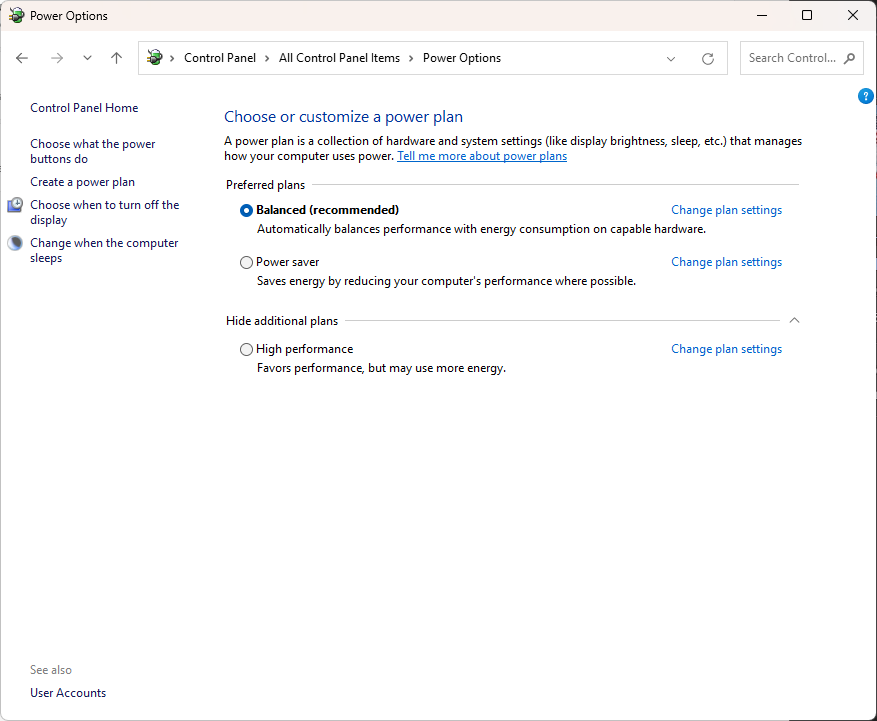 Power Options
Control Panel > All Control Panel Items > Power Options
Search Control...
?
Control Panel Home
Choose what the power
buttons do
Create a power plan
Choose when to turn off the
display
Change when the computer
sleeps
Choose or customize a power plan
A power plan is a collection of hardware and system settings (like display brightness, sleep, etc.) that manages
how your computer uses power. Tell me more about power plans
Preferred plans
Balanced (recommended) Change plan settings
Automatically balances performance with energy consumption on capable hardware.
Power saver Change plan settings
Saves energy by reducing your computer's performance where possible.
Hide additional plans
High performance Change plan settings
Favors performance, but may use more energy.
See also
User Accounts